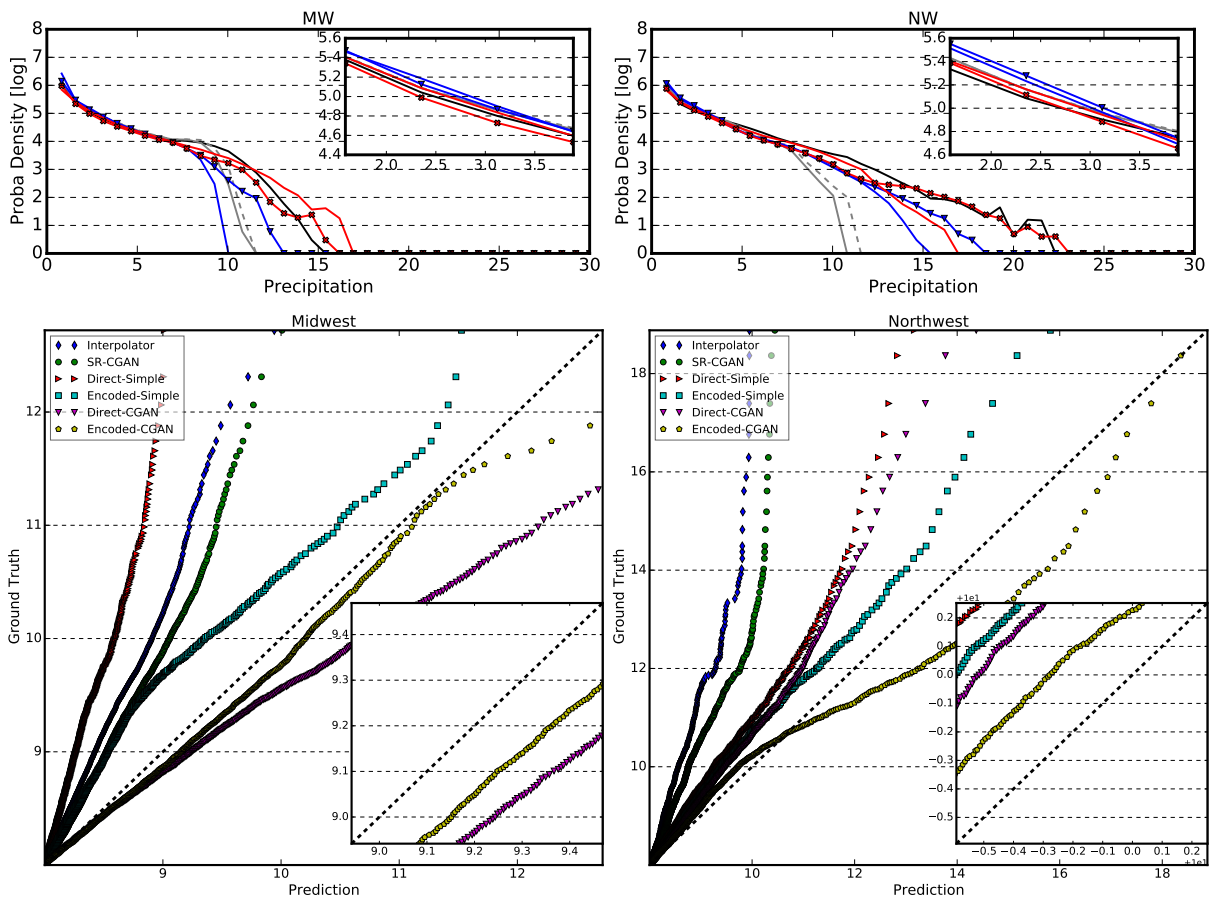 MW
8
7
6
5
4
3
2
1
0
Proba Density [log]
5.6
5.4
5.2
5.0
4.8
4.6
4.4
2.0 2.5 3.0 3.5
0 5 10 15 20 25 30
Precipitation
NW
8
7
6
5
4
3
2
1
0
Proba Density [log]
5.6
5.4
5.2
5.0
4.8
4.6
2.0 2.5 3.0 3.5
0 5 10 15 20 25 30
Precipitation
Midwest
Interpolator
SR-CGAN
Direct-Simple
Encoded-Simple
Direct-CGAN
Encoded-CGAN
12
11
10
9
Ground Truth
9.4
9.3
9.2
9.1
9.0
9.0 9.1 9.2 9.3 9.4
9 10 11 12
Prediction
Northwest
Interpolator
SR-CGAN
Direct-Simple
Encoded-Simple
Direct-CGAN
Encoded-CGAN
18
16
14
12
10
Ground Truth
+1e1
0.2
0.1
0.0
−0.1
−0.2
−0.3
−0.4
−0.5
−0.5 −0.4 −0.3 −0.2 −0.1 0.0 0.1 0.2
+1e1
10 12 14 16 18
Prediction